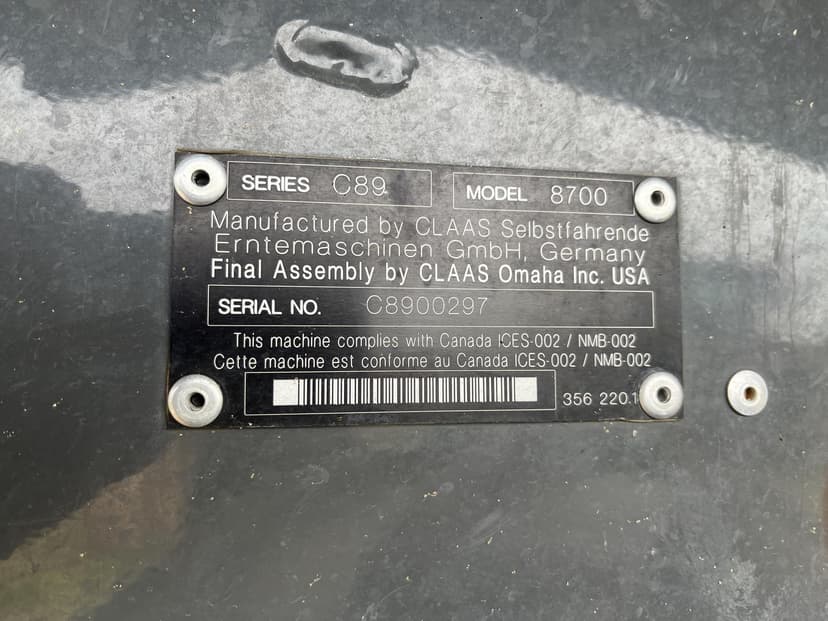 SERIES C89
MODEL 8700
Manufactured by CLAAS Selbstfahrende
Erntemaschinen GmbH, Germany
Final Assembly by CLAAS Omaha Inc. USA
SERIAL NO. C8900297
This machine complies with Canada ICES-002 / NMB-002
Cette machine est conforme au Canada ICES-002 / NMB-002
356 220.1